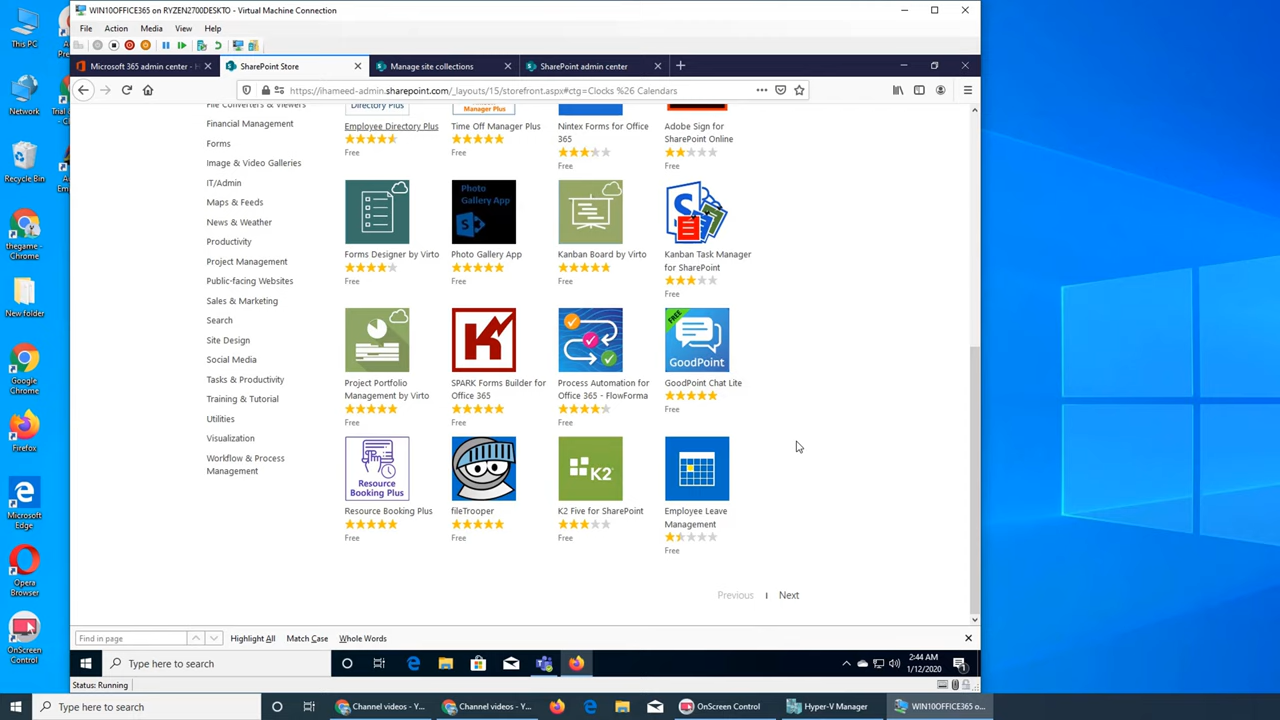 This PC
Network
Recycle Bin
thegame -
Chrome
New folder
Google
Chrome
Firefox
Microsoft
Edge
Opera
Browser
OnScreen
Control
WIN10OFFICE365 on RYZEN2700DESKTO - Virtual Machine Connection
File Action Media View Help
Microsoft 365 admin center -
SharePoint Store
Manage site collections
SharePoint admin center
https://hameed-admin.sharepoint.com/_layouts/15/storefront.aspx#ctg=Clocks %26 Calendars
File Converters & Viewers
Financial Management
Forms
Image & Video Galleries
IT/Admin
Maps & Feeds
News & Weather
Productivity
Project Management
Public-facing Websites
Sales & Marketing
Search
Site Design
Social Media
Tasks & Productivity
Training & Tutorial
Utilities
Visualization
Workflow & Process
Management
Directory Plus
Employee Directory Plus
Free
Manager Plus
Time Off Manager Plus
Free
Nintex Forms for Office
365
Free
Adobe Sign for
SharePoint Online
Free
Forms Designer by Virto
Free
Photo
Gallery App
Photo Gallery App
Free
Kanban Board by Virto
Free
Kanban Task Manager
for SharePoint
Free
Project Portfolio
Management by Virto
Free
SPARK Forms Builder for
Office 365
Free
Process Automation for
Office 365 - FlowForma
Free
FREE
GoodPoint
GoodPoint Chat Lite
Free
Resource
Booking Plus
Resource Booking Plus
Free
fileTrooper
Free
K2
K2 Five for SharePoint
Free
Employee Leave
Management
Free
Previous | Next
Find in page
Highlight All Match Case Whole Words
Type here to search
2:44 AM
1/12/2020
Status: Running
Type here to search
Channel videos - Y...
Channel videos - Y...
OnScreen Control
Hyper-V Manager
WIN10OFFICE365 o...